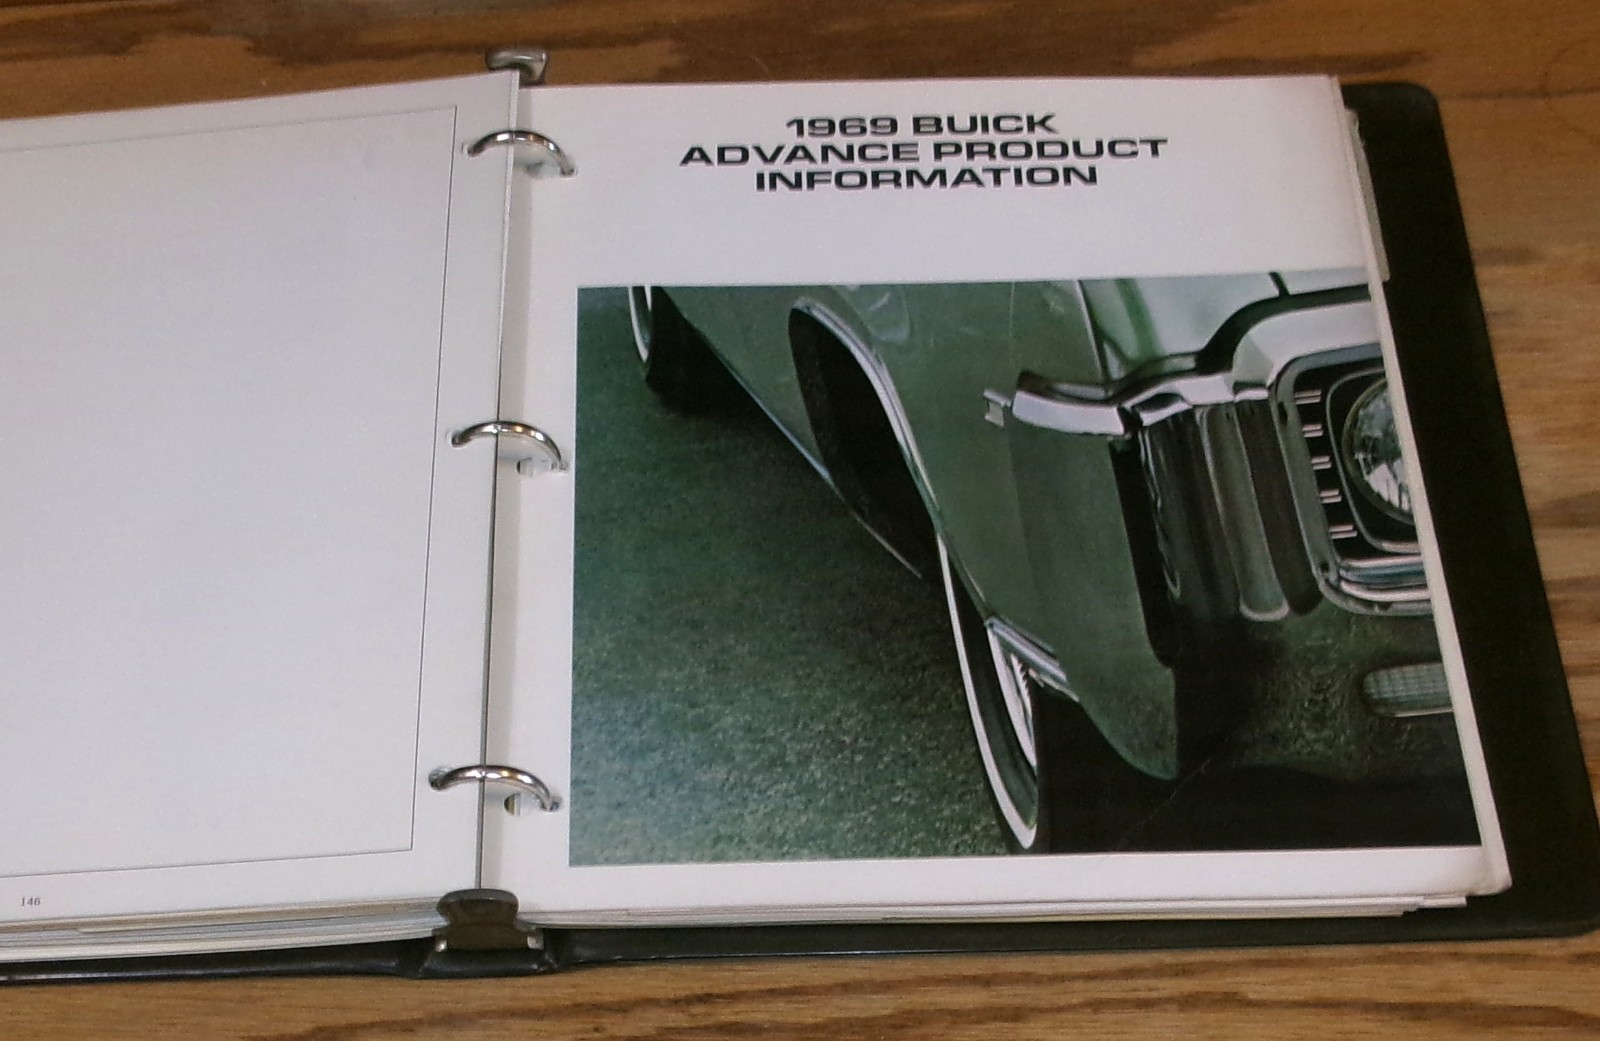 146
1969 BUICK
ADVANCE PRODUCT
INFORMATION